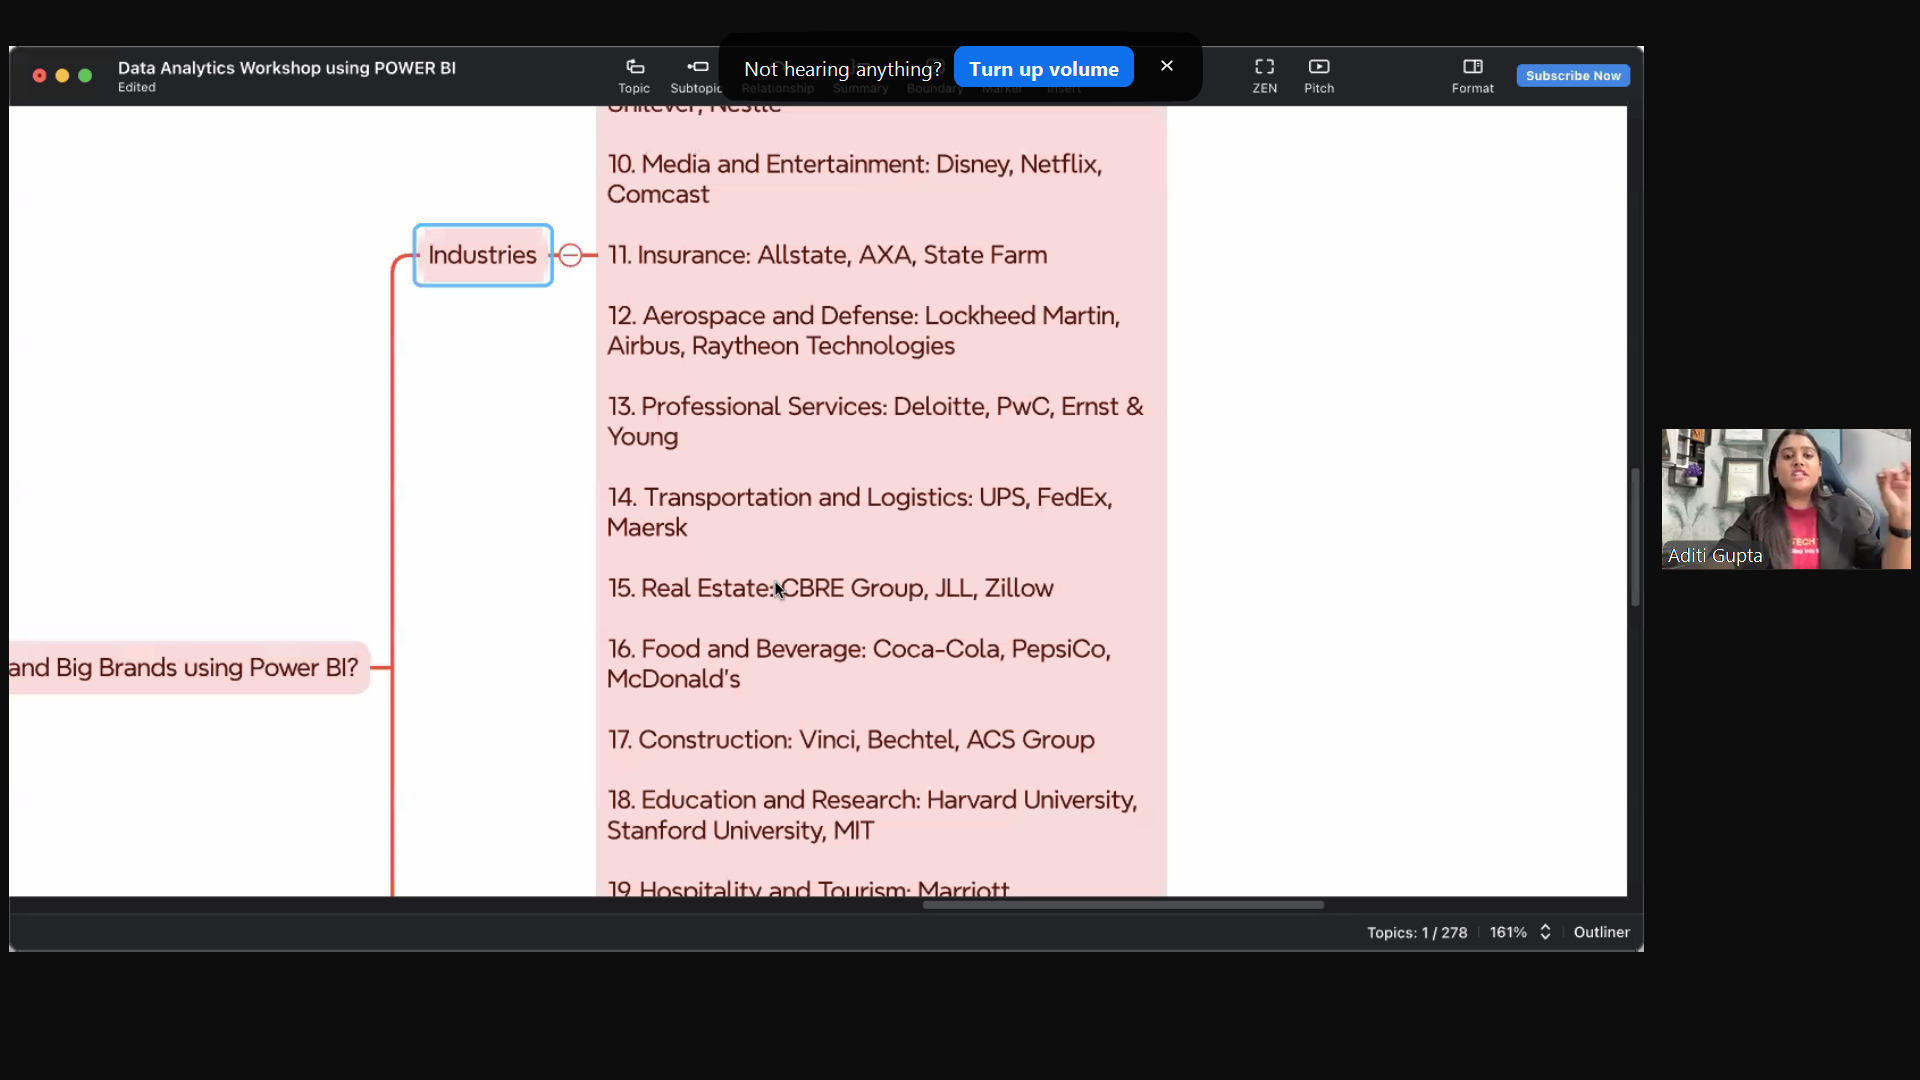 Data Analytics Workshop using POWER BI
Edited
Topic
Subtopic
Relationship
Summary
Boundary
Marker
Insert
Not hearing anything?
Turn up volume
ZEN
Pitch
Format
Subscribe Now
Unilever, Nestle
10. Media and Entertainment: Disney, Netflix,
Comcast
Industries
11. Insurance: Allstate, AXA, State Farm
12. Aerospace and Defense: Lockheed Martin,
Airbus, Raytheon Technologies
13. Professional Services: Deloitte, PwC, Ernst &
Young
14. Transportation and Logistics: UPS, FedEx,
Maersk
15. Real Estate: CBRE Group, JLL, Zillow
and Big Brands using Power BI?
16. Food and Beverage: Coca-Cola, PepsiCo,
McDonald's
17. Construction: Vinci, Bechtel, ACS Group
18. Education and Research: Harvard University,
Stanford University, MIT
19. Hospitality and Tourism: Marriott
Topics: 1 / 278
161%
Outliner
TECH
Aditi Gupta